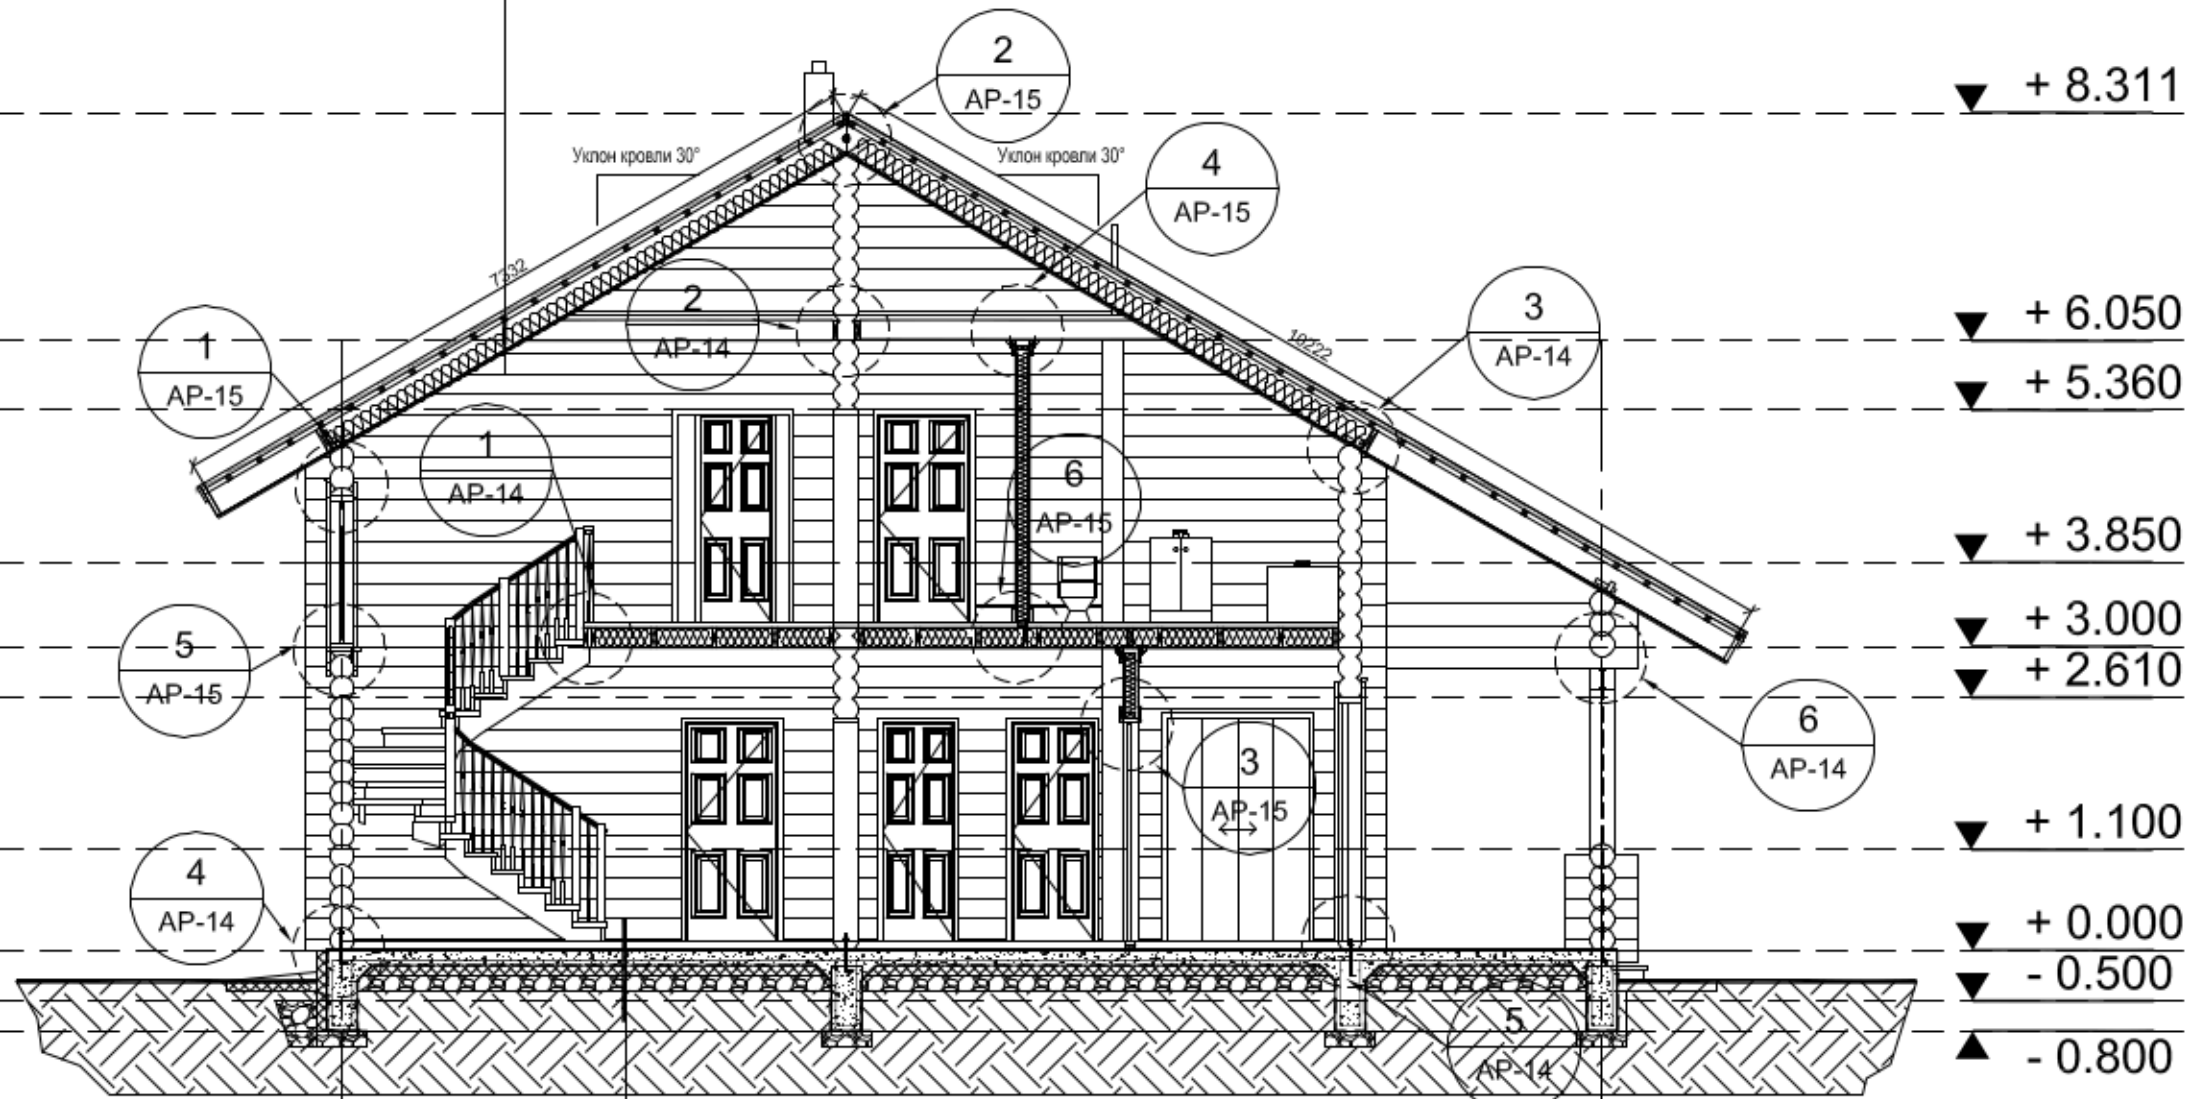 2
АР-15
+ 8.311
Уклон кровли 30°
Уклон кровли 30°
4
АР-15
7332
2
АР-14
3
АР-14
+ 6.050
1
АР-15
10222
+ 5.360
1
АР-14
6
АР-15
+ 3.850
5
АР-15
+ 3.000
+ 2.610
6
АР-14
3
АР-15
+ 1.100
4
АР-14
+ 0.000
- 0.500
5
АР-14
- 0.800